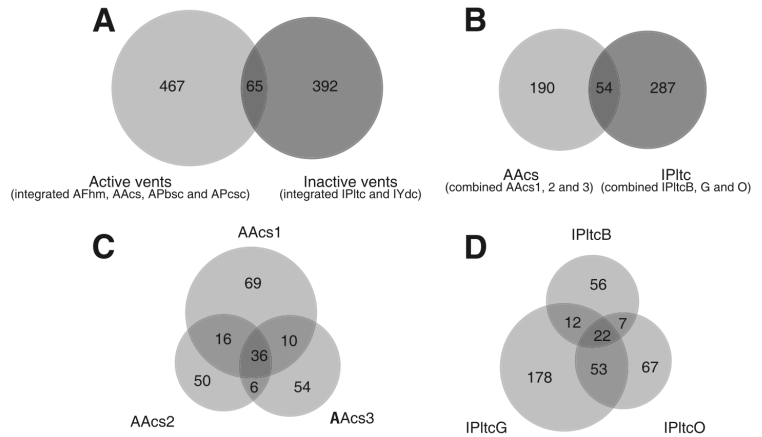 A
467 65 392
Active vents
(integrated AFhm, AAcs, APbsc and APcsc)
Inactive vents
(integrated IPltc and IYdc)
B
190 54 287
AAcs
(combined AAcs1, 2 and 3)
IPltc
(combined IPltcB, G and O)
C
AAcs1
69
16 10
36
50 6 54
AAcs2
AAcs3
D
IPltcB
56
12 7
22
178 53 67
IPltcG
IPltcO